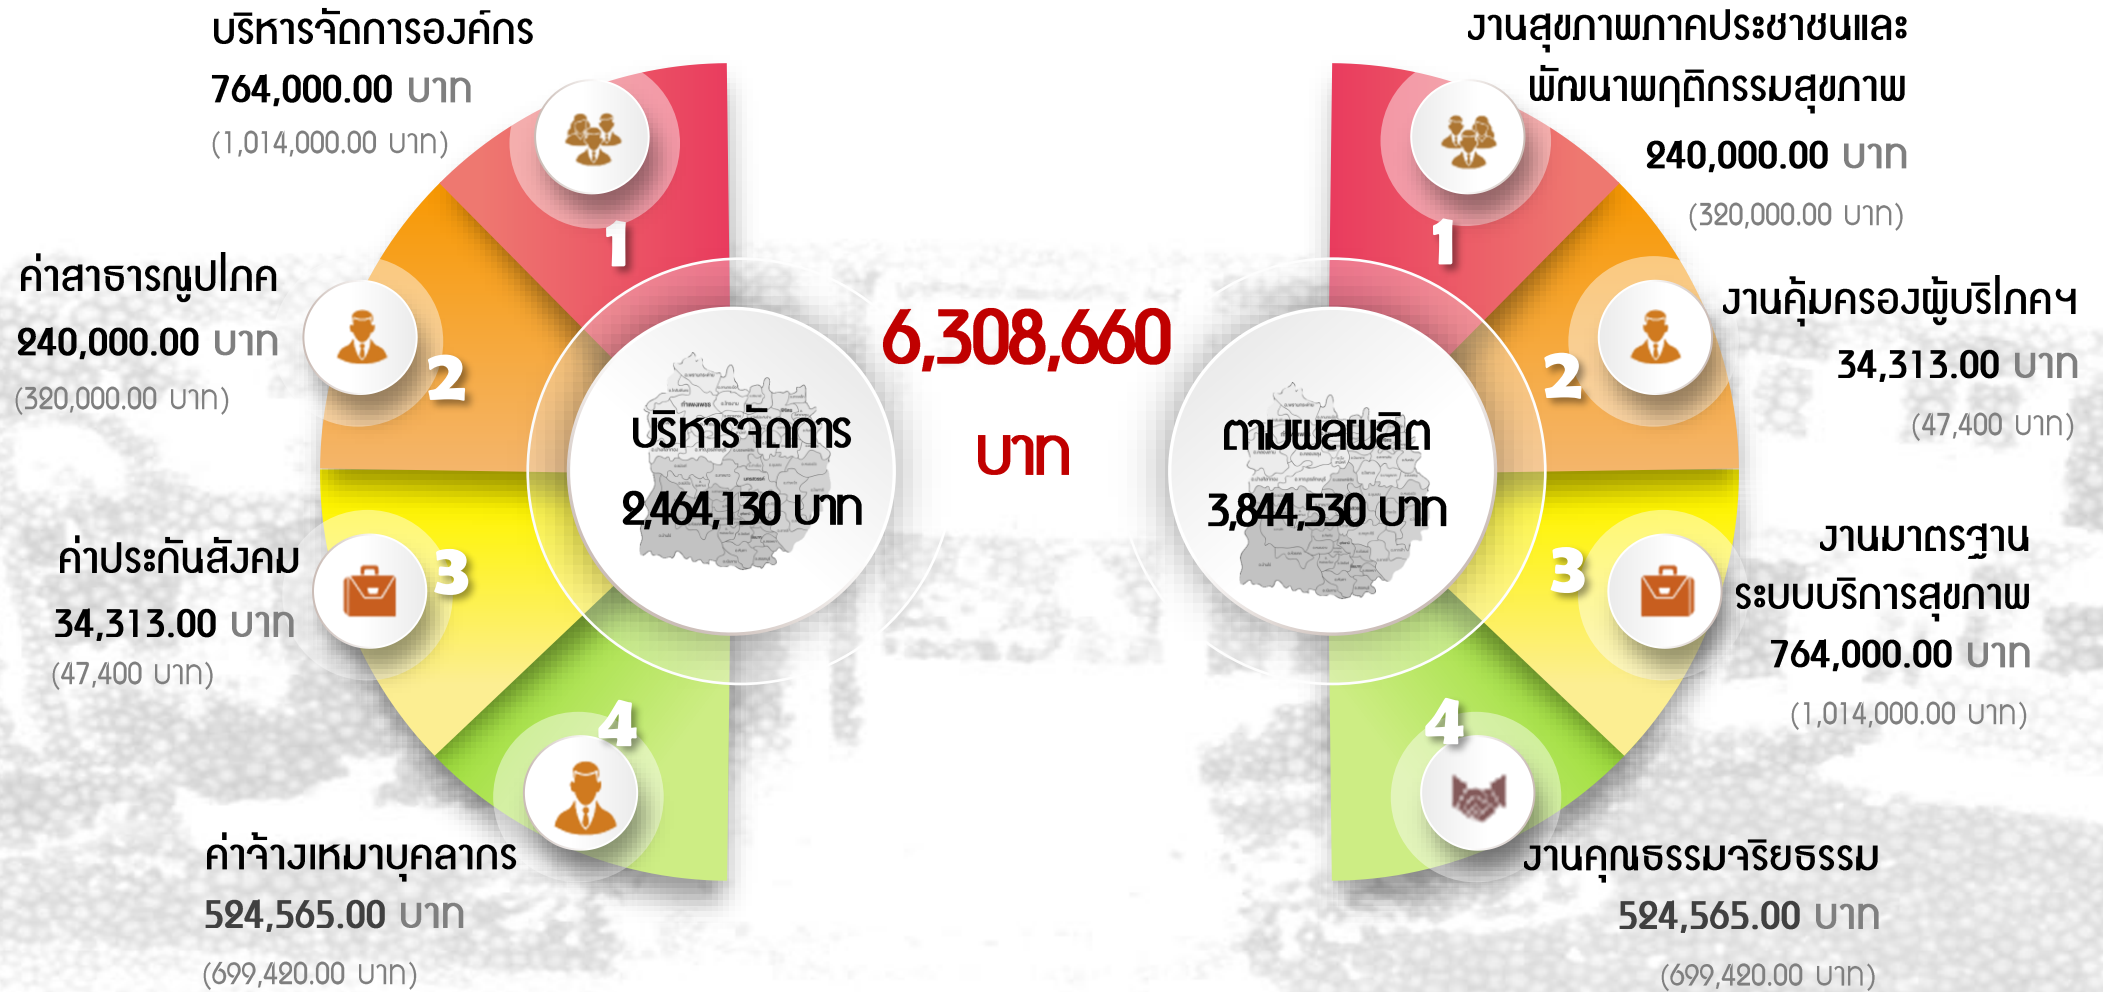 บริหารจัดการองค์กร
764,000.00 บาท
(1,014,000.00 บาท)
1
ค่าสาธารณูปโภค
240,000.00 บาท
(320,000.00 บาท)
2
ค่าประกันสังคม
34,313.00 บาท
(47,400 บาท)
3
ค่าจ้างเหมาบุคลากร
524,565.00 บาท
(699,420.00 บาท)
4
บริหารจัดการ
2,464,130 บาท
6,308,660
บาท
ตามผลผลิต
3,844,530 บาท
งานสุขภาพภาคประชาชนและ
พัฒนาพฤติกรรมสุขภาพ
240,000.00 บาท
(320,000.00 บาท)
1
งานคุ้มครองผู้บริโภคฯ
34,313.00 บาท
(47,400 บาท)
2
งานมาตรฐาน
ระบบบริการสุขภาพ
764,000.00 บาท
(1,014,000.00 บาท)
3
งานคุณธรรมจริยธรรม
524,565.00 บาท
(699,420.00 บาท)
4